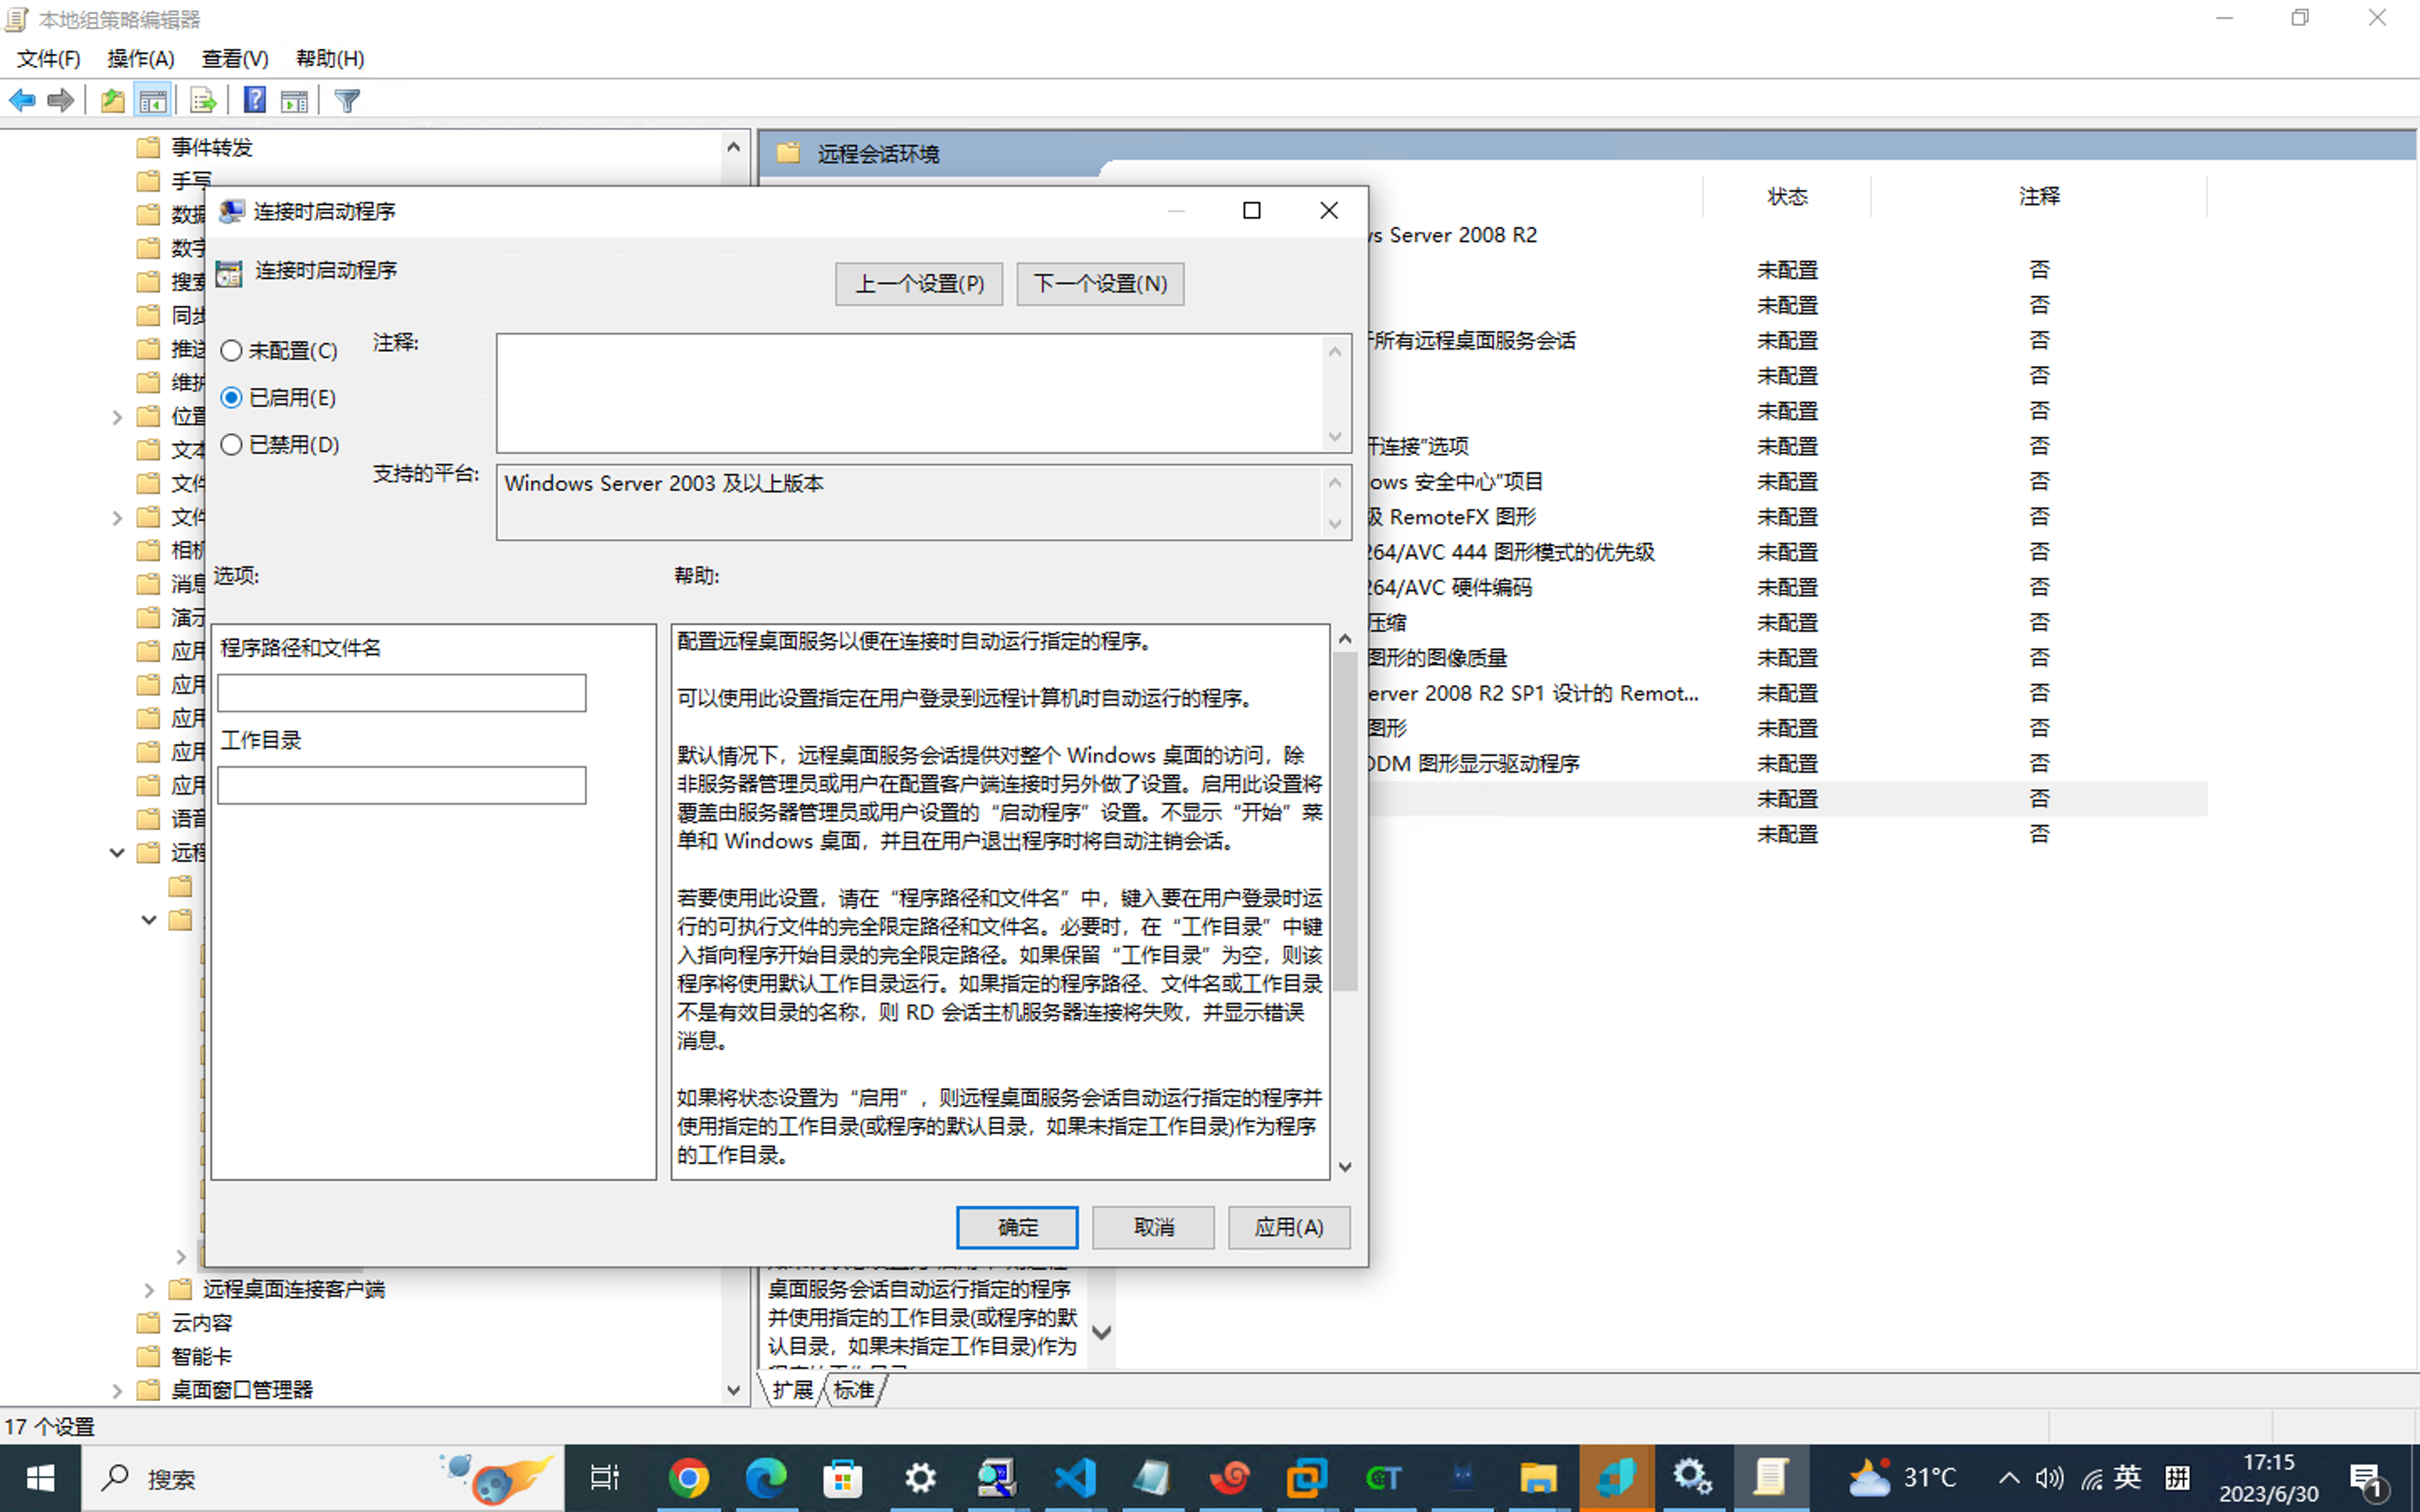 本地组策略编辑器
文件(F) 操作(A) 查看(V) 帮助(H)
事件转发
手写
数据
数字
搜索
同步
推送
维护
位置
文本
文件
文件
相机
消息
演示
应用
应用
应用
应用
应用
语音
远程
远程桌面连接客户端
云内容
智能卡
桌面窗口管理器
远程会话环境
状态 注释
Server 2008 R2
未配置 否
未配置 否
所有远程桌面服务会话 未配置 否
未配置 否
未配置 否
开连接”选项 未配置 否
ows 安全中心”项目 未配置 否
级 RemoteFX 图形 未配置 否
264/AVC 444 图形模式的优先级 未配置 否
264/AVC 硬件编码 未配置 否
压缩 未配置 否
图形的图像质量 未配置 否
erver 2008 R2 SP1 设计的 Remot... 未配置 否
图形 未配置 否
DDM 图形显示驱动程序 未配置 否
未配置 否
未配置 否
连接时启动程序
连接时启动程序
上一个设置(P) 下一个设置(N)
未配置(C)
已启用(E)
已禁用(D)
注释:
支持的平台:
Windows Server 2003 及以上版本
选项:
帮助:
程序路径和文件名
工作目录
配置远程桌面服务以便在连接时自动运行指定的程序。
可以使用此设置指定在用户登录到远程计算机时自动运行的程序。
默认情况下，远程桌面服务会话提供对整个 Windows 桌面的访问，除
非服务器管理员或用户在配置客户端连接时另外做了设置。启用此设置将
覆盖由服务器管理员或用户设置的“启动程序”设置。不显示“开始”菜
单和 Windows 桌面，并且在用户退出程序时将自动注销会话。
若要使用此设置，请在“程序路径和文件名”中，键入要在用户登录时运
行的可执行文件的完全限定路径和文件名。必要时，在“工作目录”中键
入指向程序开始目录的完全限定路径。如果保留“工作目录”为空，则该
程序将使用默认工作目录运行。如果指定的程序路径、文件名或工作目录
不是有效目录的名称，则 RD 会话主机服务器连接将失败，并显示错误
消息。
如果将状态设置为“启用”，则远程桌面服务会话自动运行指定的程序并
使用指定的工作目录(或程序的默认目录，如果未指定工作目录)作为程序
的工作目录。
确定 取消 应用(A)
桌面服务会话自动运行指定的程序
并使用指定的工作目录(或程序的默
认目录，如果未指定工作目录)作为
扩展 标准
17 个设置
搜索
31°C
英
拼
17:15
2023/6/30
1